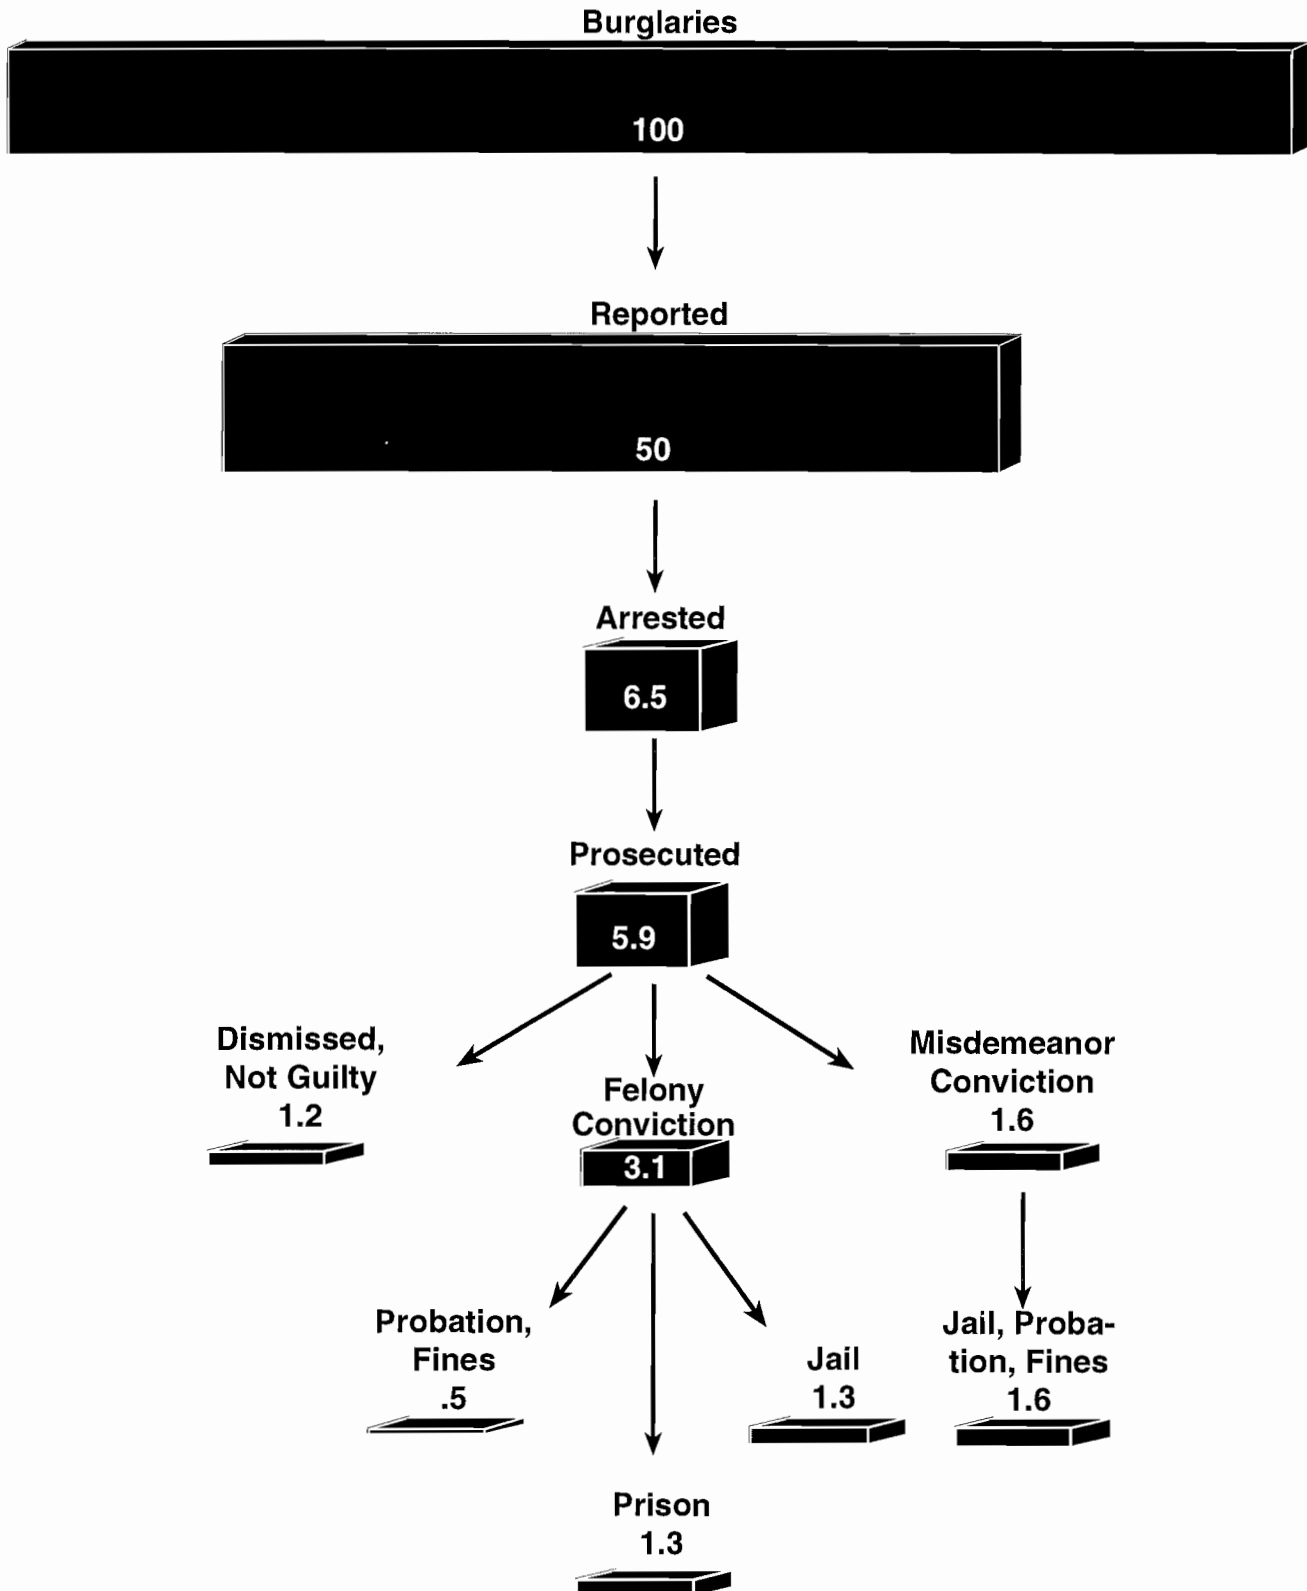 Burglaries
100
Reported
50
Arrested
6.5
Prosecuted
5.9
Dismissed,
Not Guilty
1.2
Felony
Conviction
3.1
Misdemeanor
Conviction
1.6
Probation,
Fines
.5
Prison
1.3
Jail
1.3
Jail, Proba-
tion, Fines
1.6